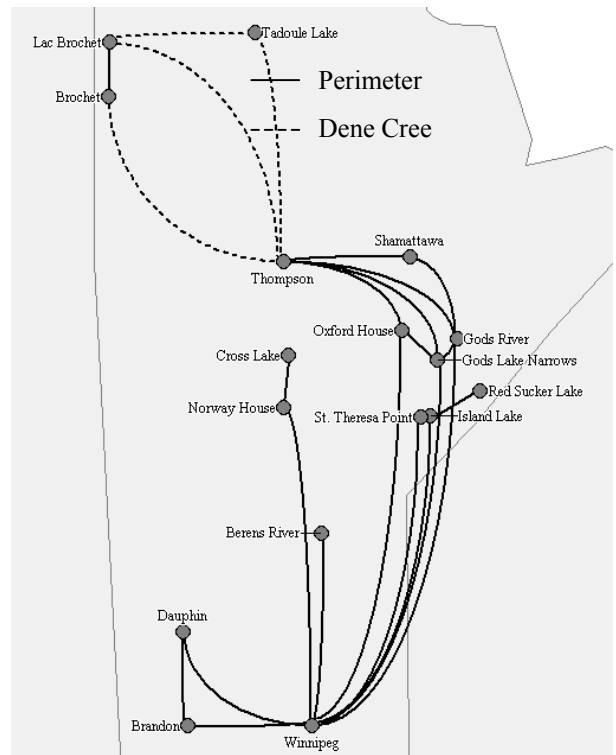 Tadoule Lake
Lac Brochet
Perimeter
Brochet
Dene Cree
Shamattawa
Thompson
Oxford House
Gods River
Cross Lake
Gods Lake Narrows
Red Sucker Lake
Norway House
St. Theresa Point
Island Lake
Berens River
Dauphin
Brandon
Winnipeg